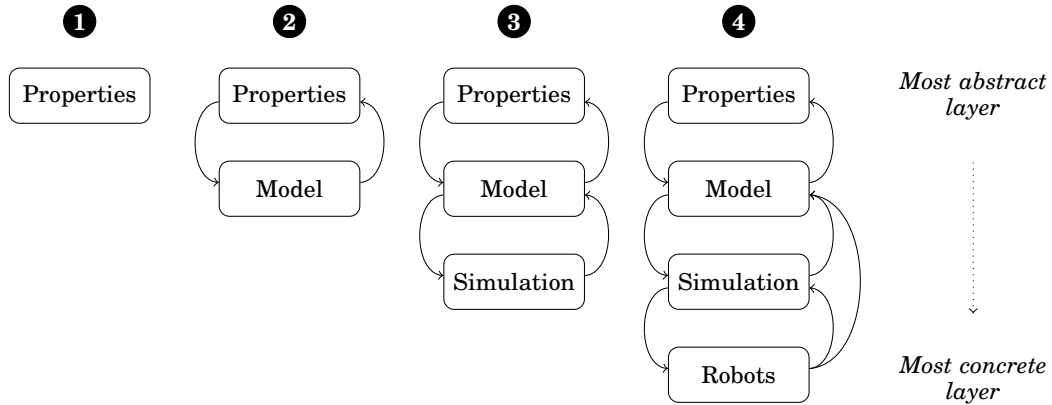 1 2 3 4
Properties Properties Properties Properties Most abstract
layer
Model Model Model
Simulation Simulation
Robots Most concrete
layer